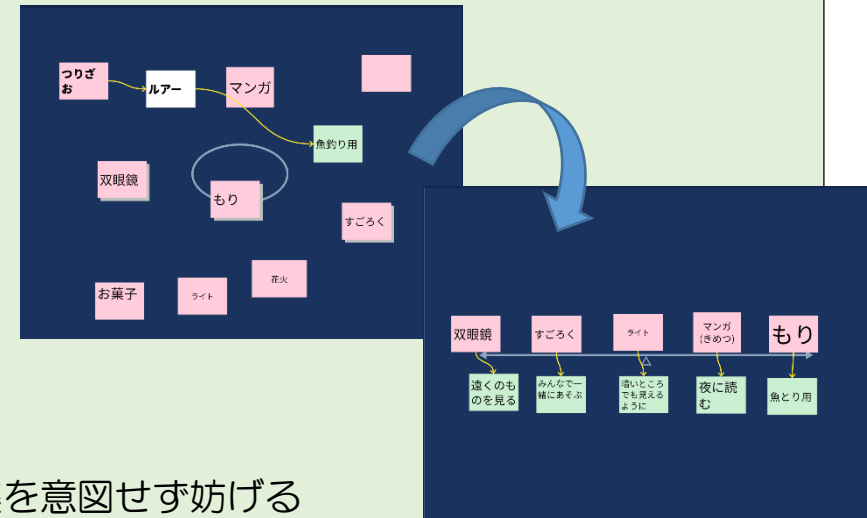 つりざ
お
ルアー
マンガ
魚釣り用
双眼鏡
もり
すごろく
お菓子
ライト
花火
双眼鏡
すごろく
ライト
マンガ
(きめつ)
もり
遠くのも
のを見る
みんなで一
緒にあそぶ
暗いところ
でも見える
ように
夜に読
む
魚とり用
を意図せず妨げる